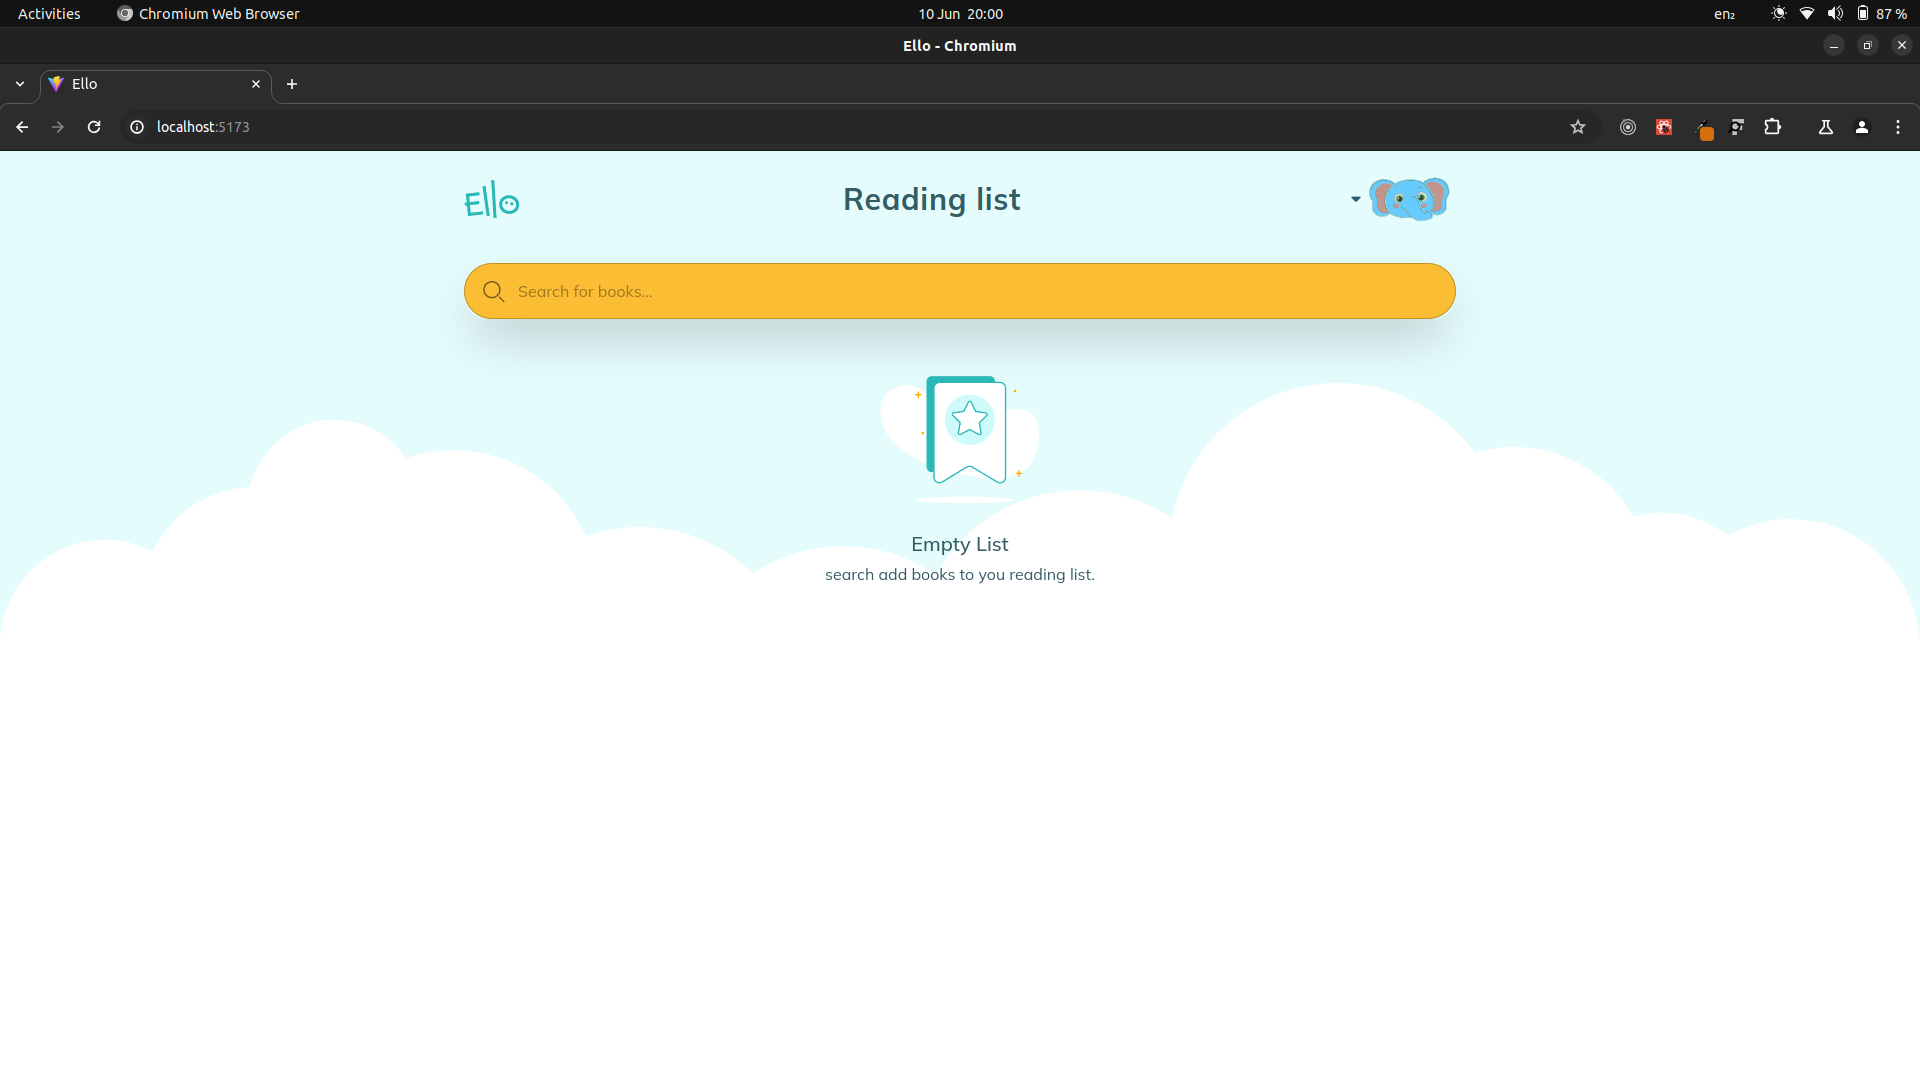 Activities Chromium Web Browser 10 Jun 20:00 en₂ 87 %
Ello - Chromium
Ello
localhost:5173
Ello Reading list
Search for books...
Empty List
search add books to you reading list.